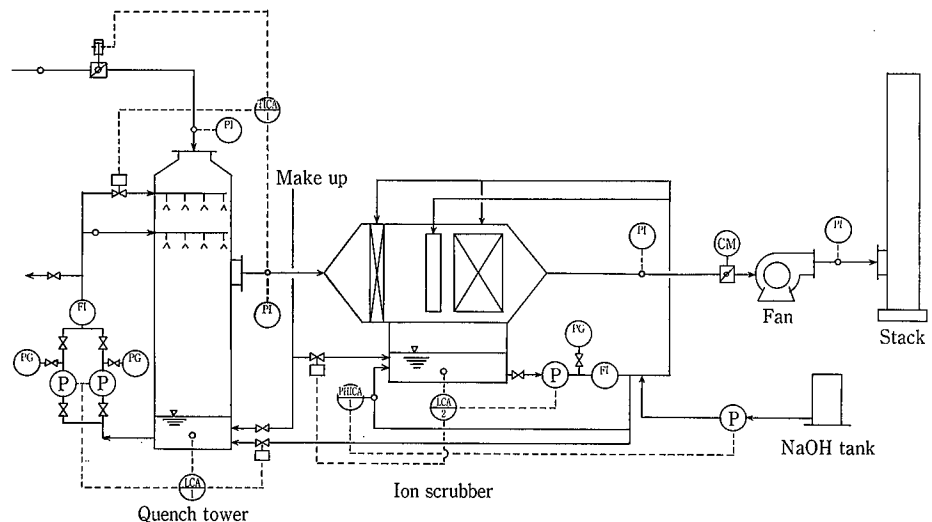 TICA
1
PI
Make up
PI
CM
PI
Fan
Stack
FI
PI
PG
PG
P
P
PG
PHICA
1
LCA
2
P
FI
P
NaOH tank
LCA
1
Ion scrubber
Quench tower